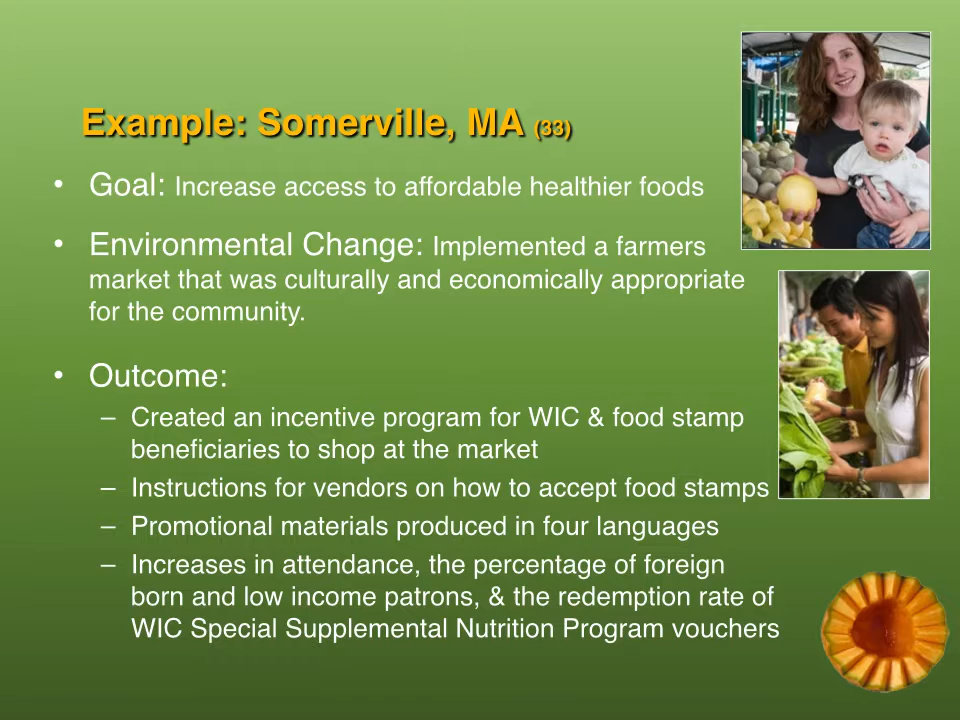 Example: Somerville, MA (33)
• Goal: Increase access to affordable healthier foods
• Environmental Change: Implemented a farmers
market that was culturally and economically appropriate
for the community.
• Outcome:
– Created an incentive program for WIC & food stamp
beneficiaries to shop at the market
– Instructions for vendors on how to accept food stamps
– Promotional materials produced in four languages
– Increases in attendance, the percentage of foreign
born and low income patrons, & the redemption rate of
WIC Special Supplemental Nutrition Program vouchers